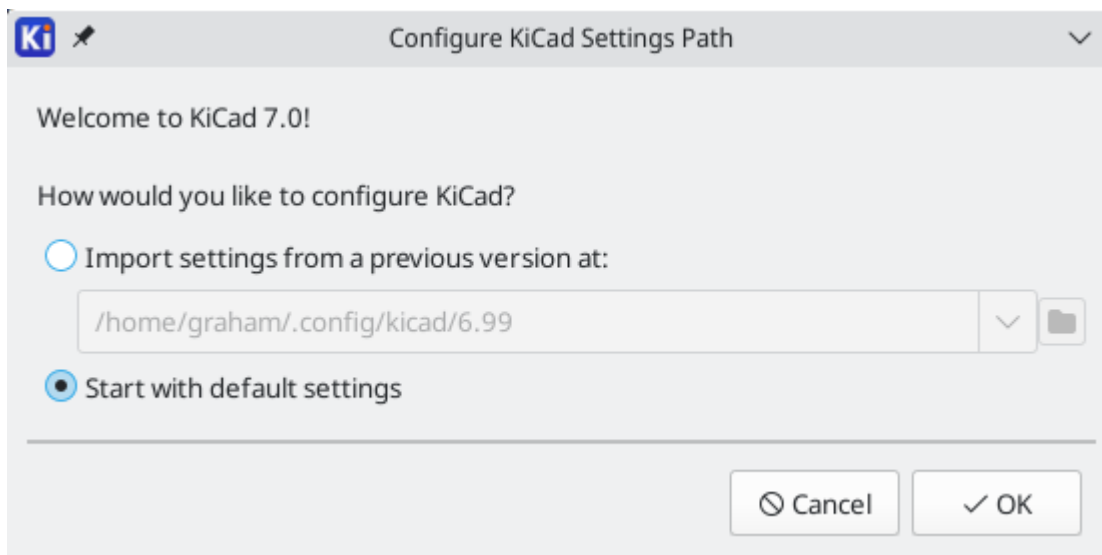 Ki
Configure KiCad Settings Path
Welcome to KiCad 7.0!
How would you like to configure KiCad?
Import settings from a previous version at:
/home/graham/.config/kicad/6.99
Start with default settings
Cancel
OK